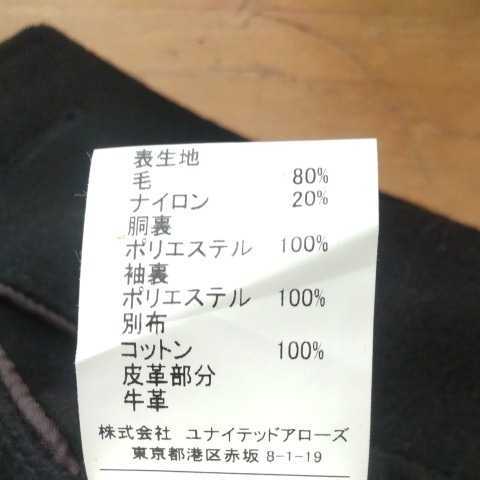 表生地
毛 80%
ナイロン 20%
胴裏
ポリエステル 100%
袖裏
ポリエステル 100%
別布
コットン 100%
皮革部分
牛革
株式会社 ユナイテッドアローズ
東京都港区赤坂 8-1-19